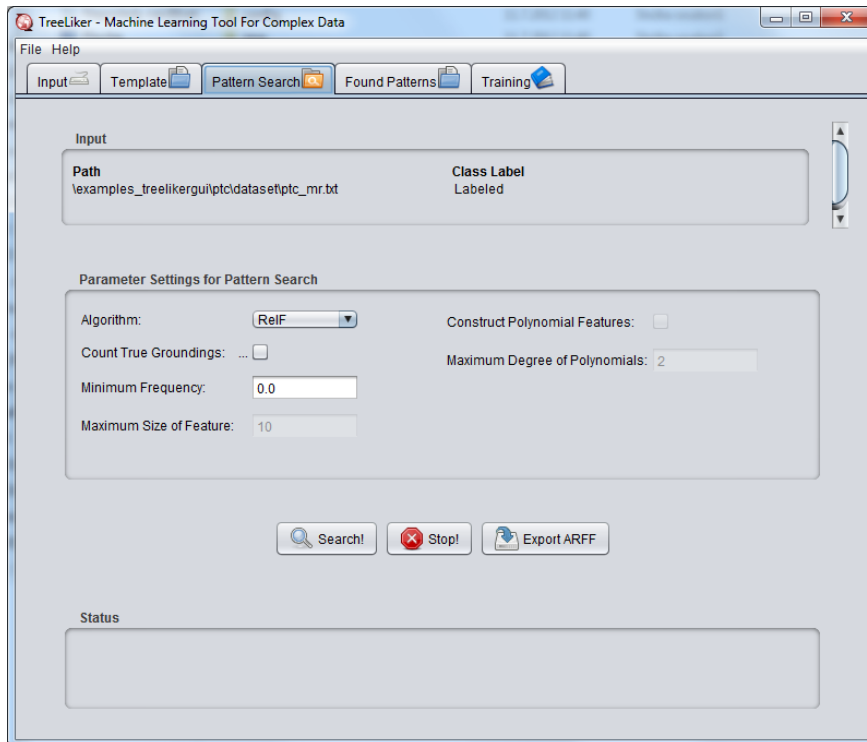 TreeLiker - Machine Learning Tool For Complex Data
File Help
Input Template Pattern Search Found Patterns Training
Input
Path Class Label
\examples_treelikergui\ptc\dataset\ptc_mr.txt Labeled
Parameter Settings for Pattern Search
Algorithm: RelF Construct Polynomial Features:
Count True Groundings: ...
Maximum Degree of Polynomials: 2
Minimum Frequency: 0.0
Maximum Size of Feature: 10
Search! Stop! Export ARFF
Status